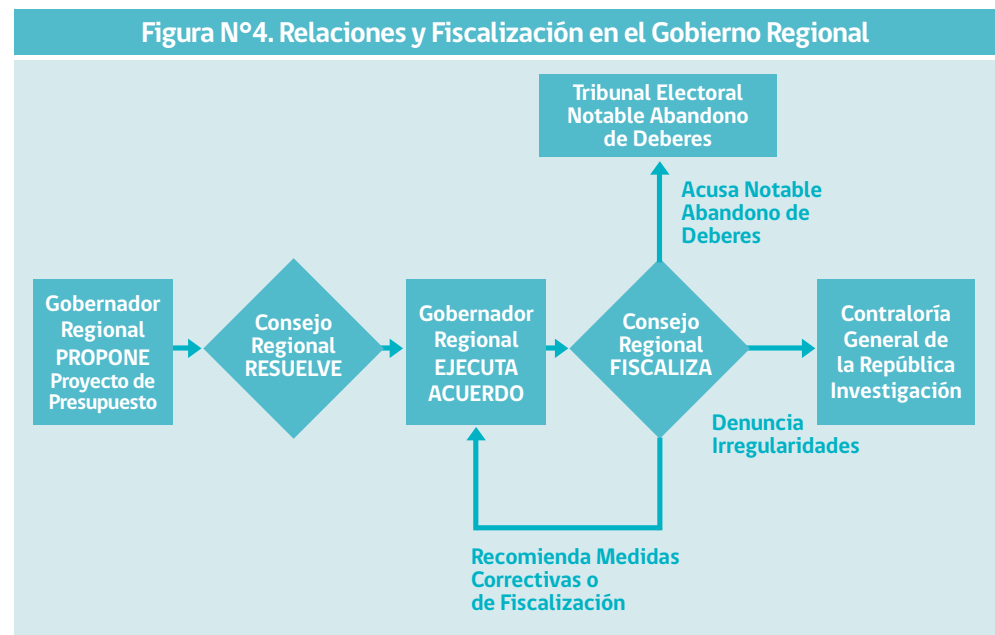 Figura N°4. Relaciones y Fiscalización en el Gobierno Regional
Tribunal Electoral
Notable Abandono
de Deberes
Acusa Notable
Abandono de
Deberes
Gobernador
Regional
PROPONE
Proyecto de
Presupuesto
Consejo
Regional
RESUELVE
Gobernador
Regional
EJECUTA
ACUERDO
Consejo
Regional
FISCALIZA
Contraloría
General de
la República
Investigación
Denuncia
Irregularidades
Recomienda Medidas
Correctivas o
de Fiscalización